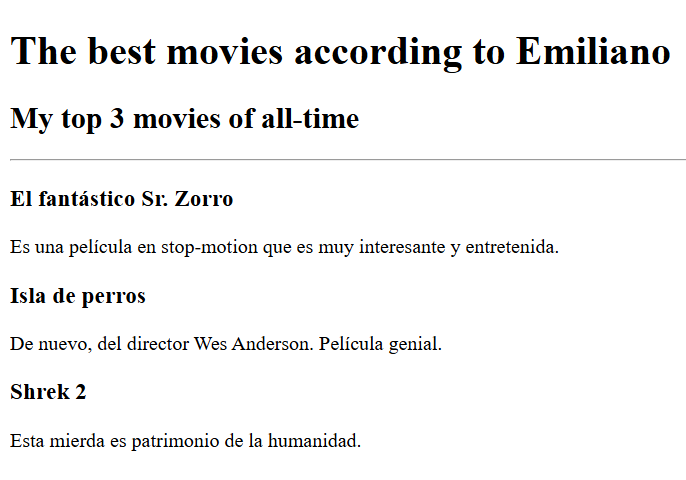 The best movies according to Emiliano
My top 3 movies of all-time
El fantástico Sr. Zorro
Es una película en stop-motion que es muy interesante y entretenida.
Isla de perros
De nuevo, del director Wes Anderson. Película genial.
Shrek 2
Esta mierda es patrimonio de la humanidad.